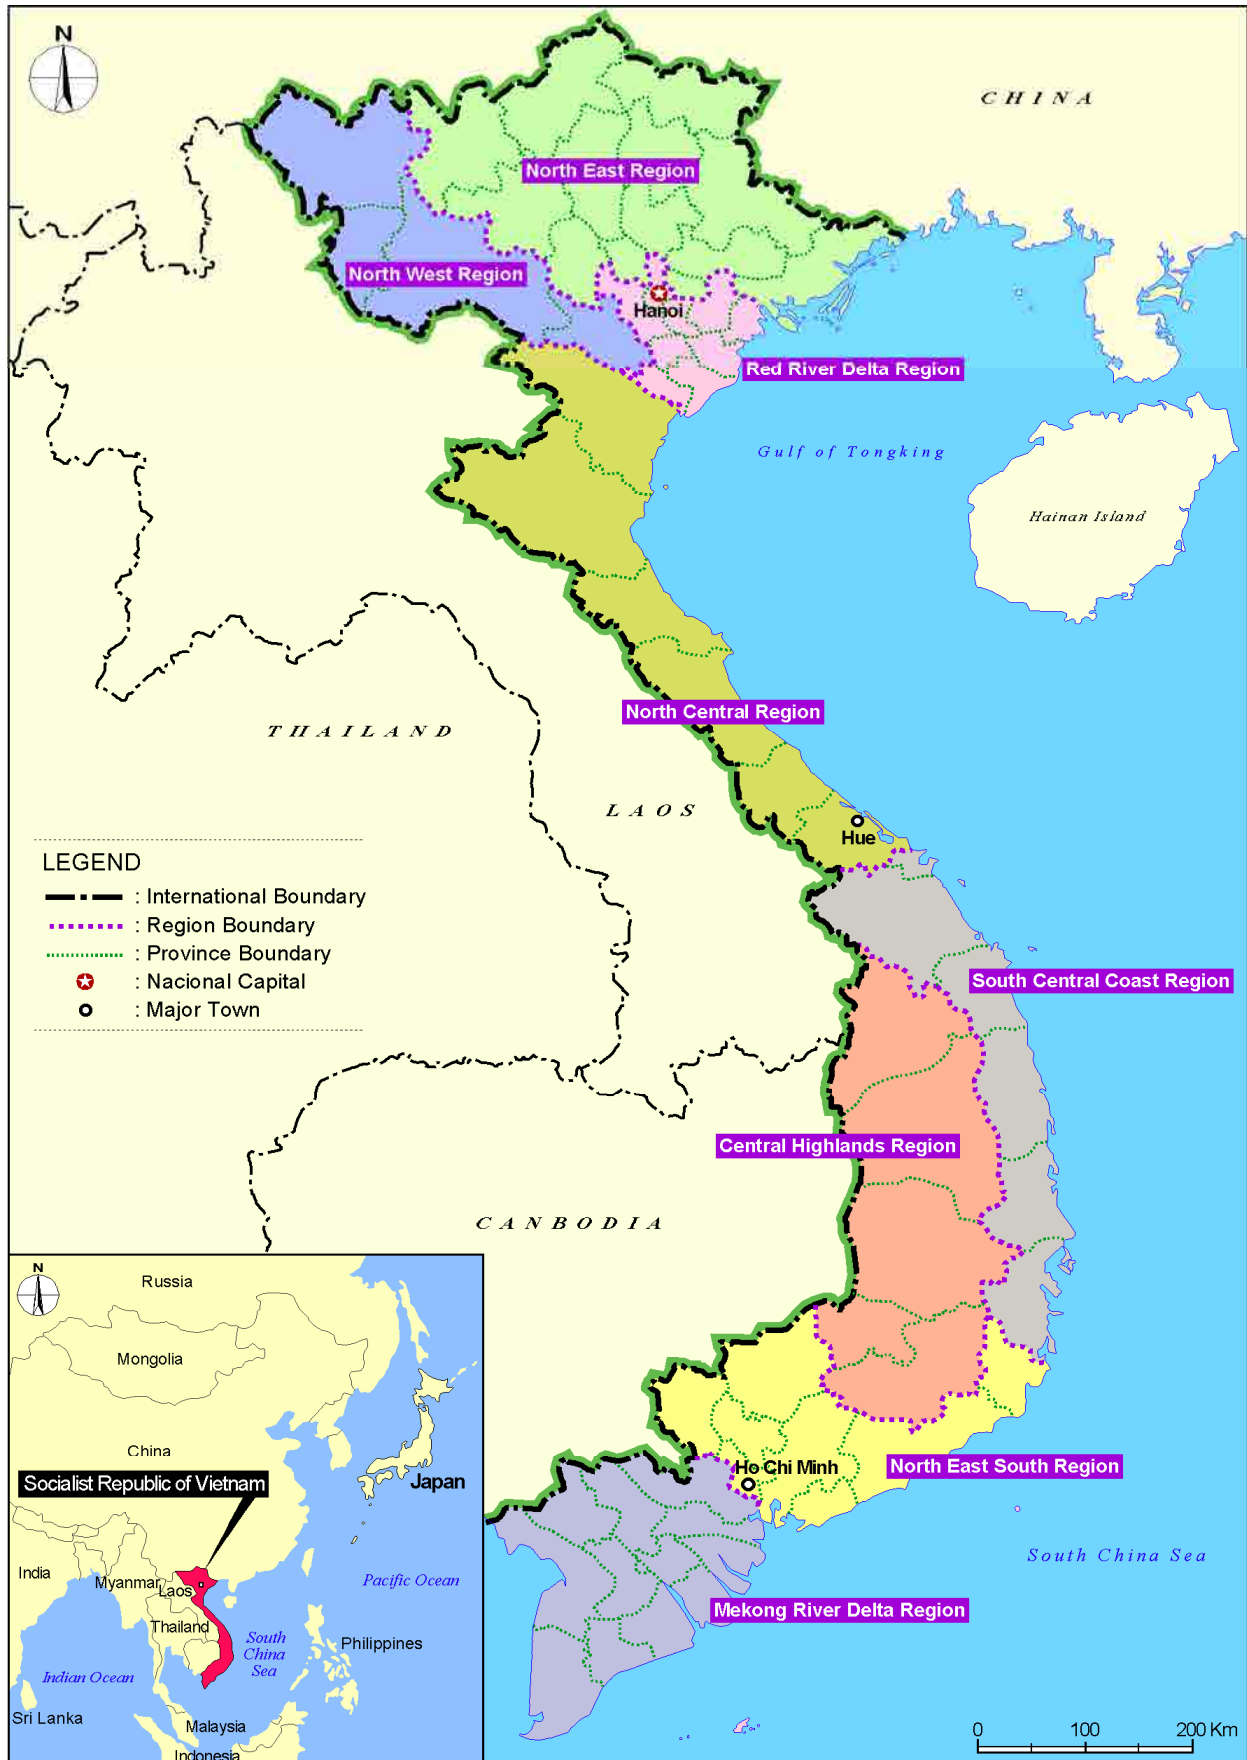 N
CHINA
North East Region
North West Region
Hanoi
Red River Delta Region
Gulf of Tongking
Hainan Island
North Central Region
THAILAND
LAOS
Hue
LEGEND
: International Boundary
: Region Boundary
: Province Boundary
: Nacional Capital
: Major Town
South Central Coast Region
Central Highlands Region
CANBODIA
Ho Chi Minh
North East South Region
South China Sea
Mekong River Delta Region
0 100 200 Km
N
Russia
Mongolia
China
Japan
Socialist Republic of Vietnam
India
Myanmar
Laos
Thailand
Pacific Ocean
South
China
Sea
Philippines
Indian Ocean
Sri Lanka
Malaysia
Indonesia